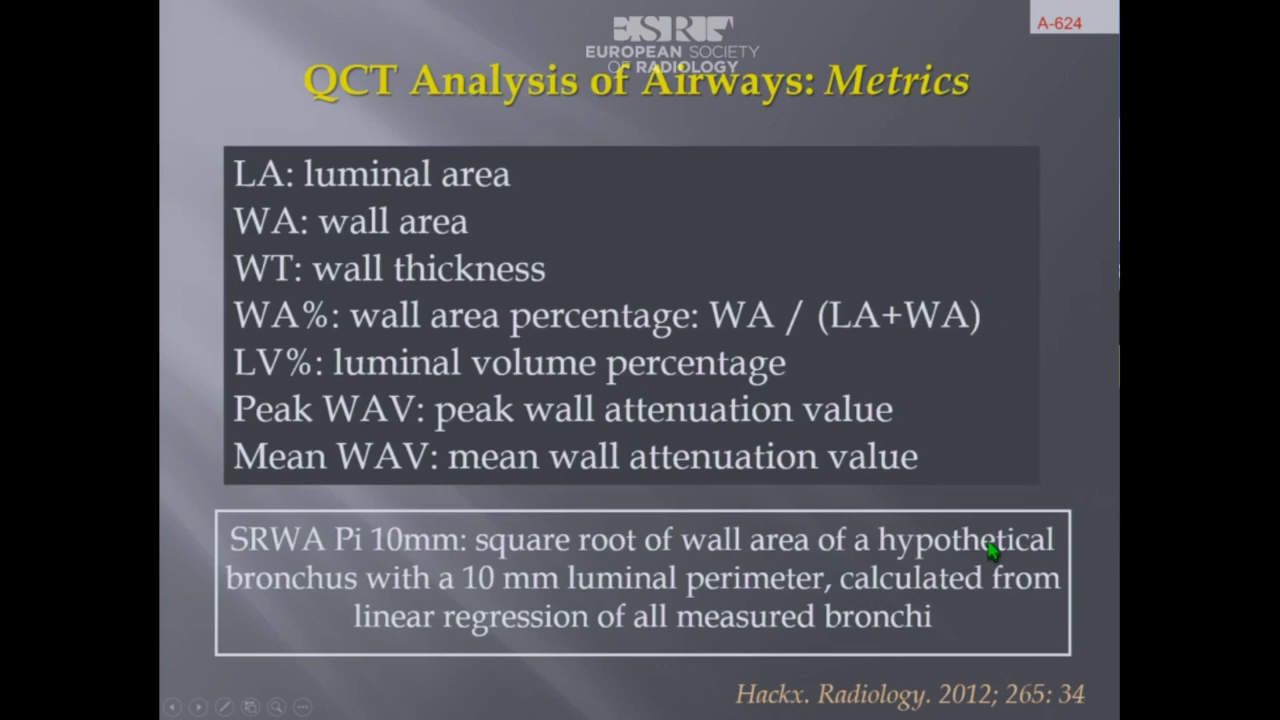 A-624
ESRF
EUROPEAN SOCIETY
OF RADIOLOGY
QCT Analysis of Airways: Metrics
LA: luminal area
WA: wall area
WT: wall thickness
WA%: wall area percentage: WA / (LA+WA)
LV%: luminal volume percentage
Peak WAV: peak wall attenuation value
Mean WAV: mean wall attenuation value
SRWA Pi 10mm: square root of wall area of a hypothetical
bronchus with a 10 mm luminal perimeter, calculated from
linear regression of all measured bronchi
Hackx. Radiology. 2012; 265: 34